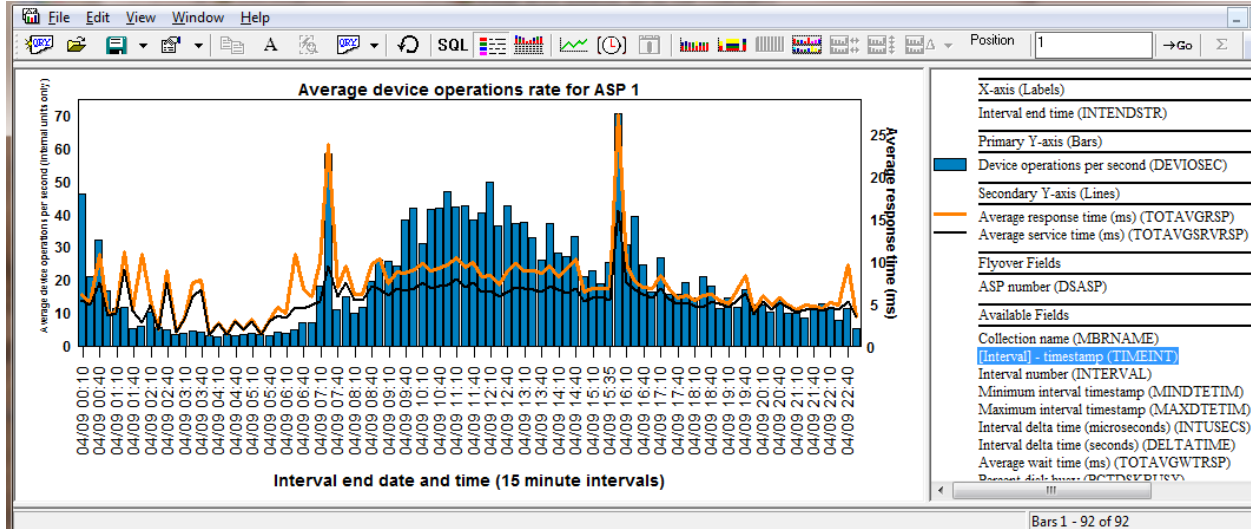 File Edit View Window Help
QRY A QRY SQL Position 1 →Go Σ
Average device operations rate for ASP 1
Average device operations per second (Internal units only)
70
60
50
40
30
20
10
0
25
20
15
10
5
0
Average response time (ms)
04/09 00:10
04/09 00:40
04/09 01:10
04/09 01:40
04/09 02:10
04/09 02:40
04/09 03:10
04/09 03:40
04/09 04:10
04/09 04:40
04/09 05:10
04/09 05:40
04/09 06:10
04/09 06:40
04/09 07:10
04/09 07:40
04/09 08:10
04/09 08:40
04/09 09:10
04/09 09:40
04/09 10:10
04/09 10:40
04/09 11:10
04/09 11:40
04/09 12:10
04/09 12:40
04/09 13:10
04/09 13:40
04/09 14:10
04/09 14:40
04/09 15:10
04/09 15:35
04/09 16:10
04/09 16:40
04/09 17:10
04/09 17:40
04/09 18:10
04/09 18:40
04/09 19:10
04/09 19:40
04/09 20:10
04/09 20:40
04/09 21:10
04/09 21:40
04/09 22:10
04/09 22:40
Interval end date and time (15 minute intervals)
X-axis (Labels)
Interval end time (INTENDSTR)
Primary Y-axis (Bars)
Device operations per second (DEVIOSEC)
Secondary Y-axis (Lines)
Average response time (ms) (TOTAVGRSP)
Average service time (ms) (TOTAVGSRVRSP)
Flyover Fields
ASP number (DSASP)
Available Fields
Collection name (MBRNAME)
[Interval] - timestamp (TIMEINT)
Interval number (INTERVAL)
Minimum interval timestamp (MINDTETIM)
Maximum interval timestamp (MAXDTETIM)
Interval delta time (microseconds) (INTUSECS)
Interval delta time (seconds) (DELTATIME)
Average wait time (ms) (TOTAVGWTRSP)
Percent disk busy (PCTDSKBUSY)
Bars 1 - 92 of 92